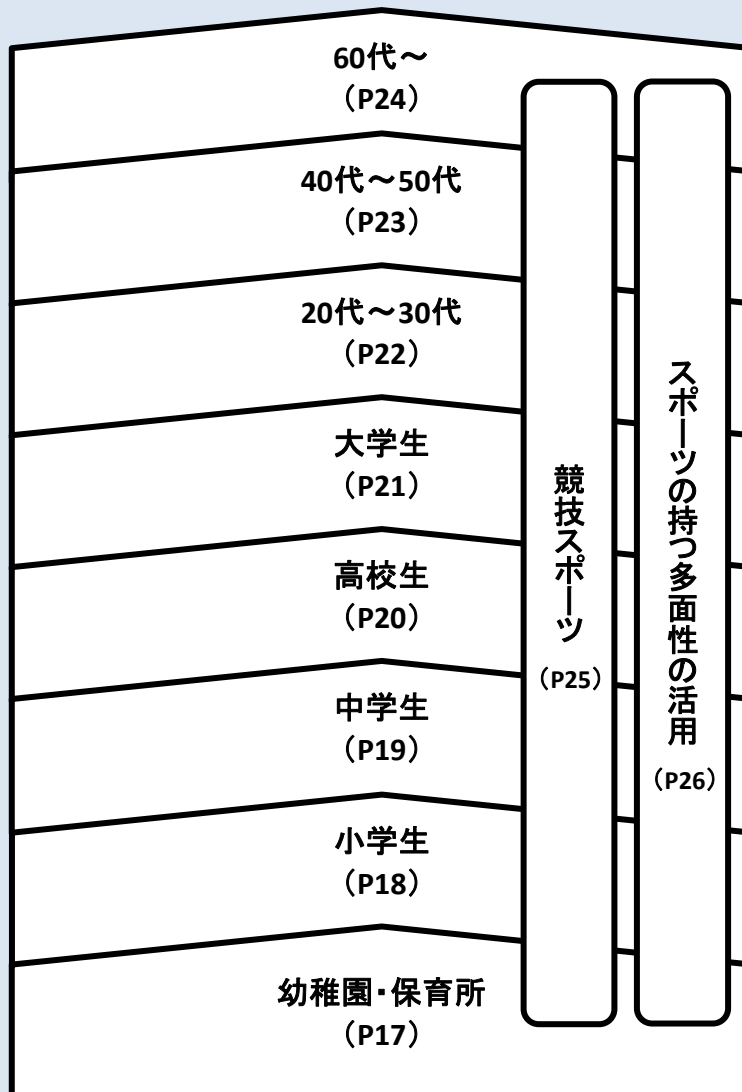 60代～
（P24）
40代～50代
（P23）
20代～30代
（P22）
大学生
（P21）
高校生
（P20）
中学生
（P19）
小学生
（P18）
幼稚園・保育所
（P17）
競技スポーツ
（P25）
スポーツの持つ多面性の活用
（P26）